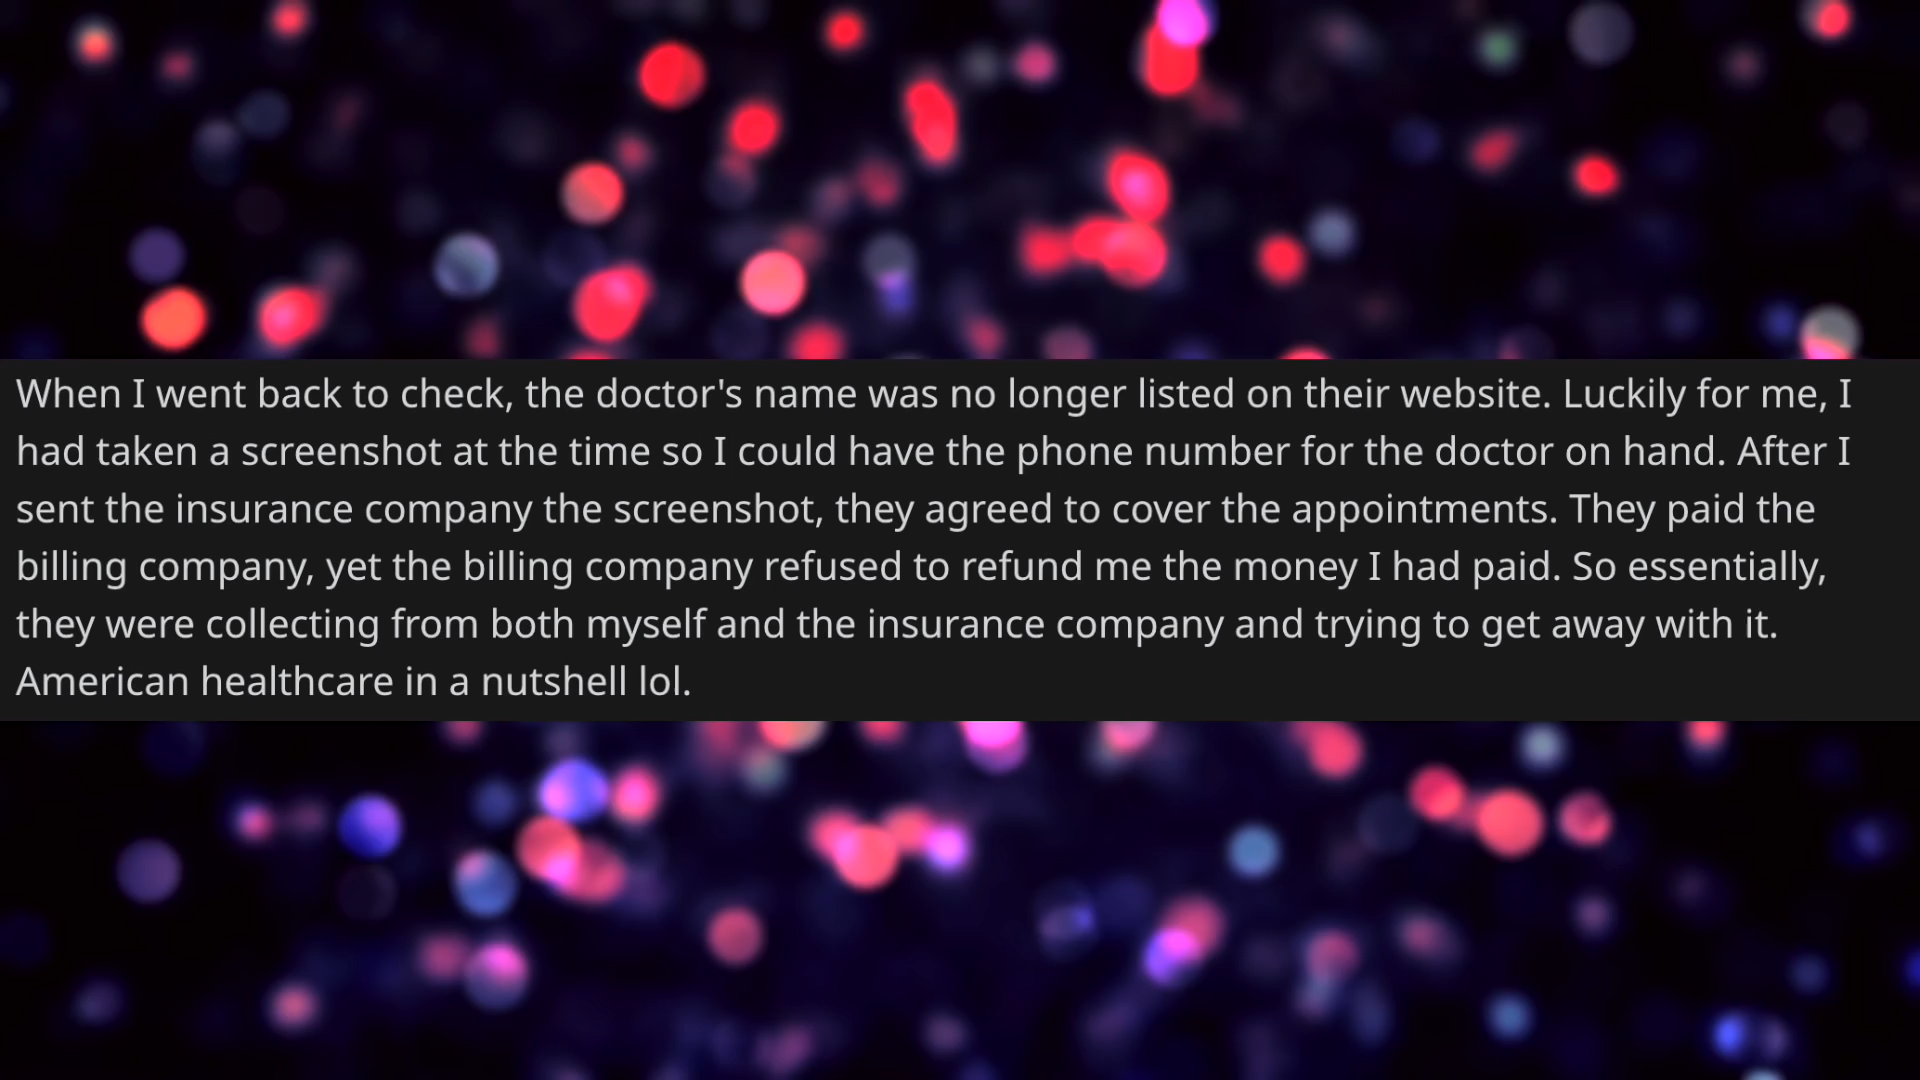 When I went back to check, the doctor's name was no longer listed on their website. Luckily for me, I
had taken a screenshot at the time so I could have the phone number for the doctor on hand. After I
sent the insurance company the screenshot, they agreed to cover the appointments. They paid the
billing company, yet the billing company refused to refund me the money I had paid. So essentially,
they were collecting from both myself and the insurance company and trying to get away with it.
American healthcare in a nutshell lol.